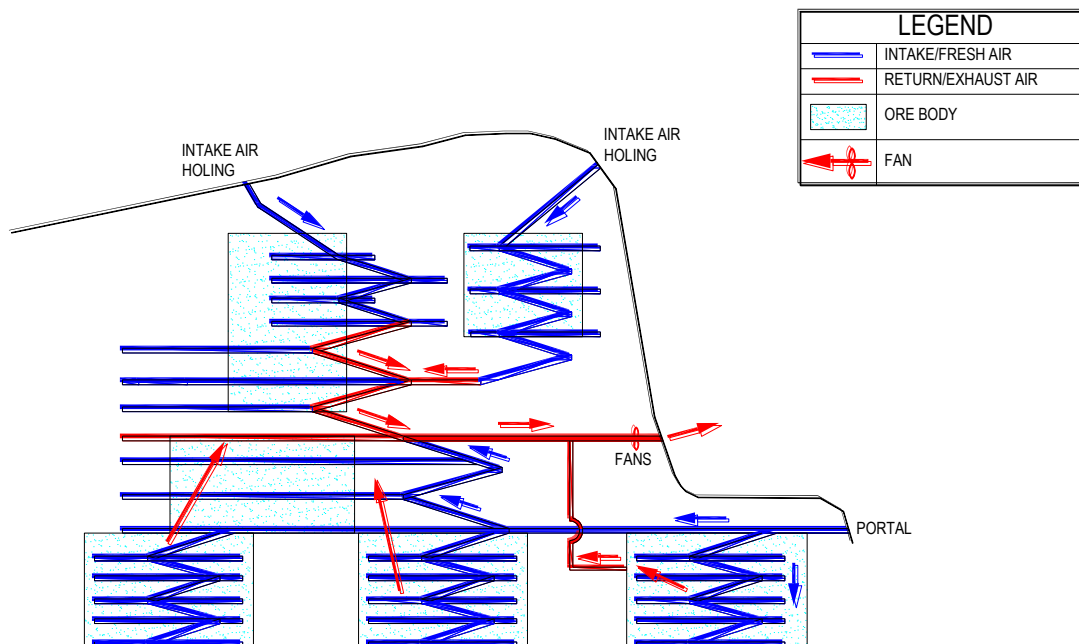 LEGEND
INTAKE/FRESH AIR
RETURN/EXHAUST AIR
ORE BODY
FAN
INTAKE AIR
HOLING
INTAKE AIR
HOLING
FANS
PORTAL